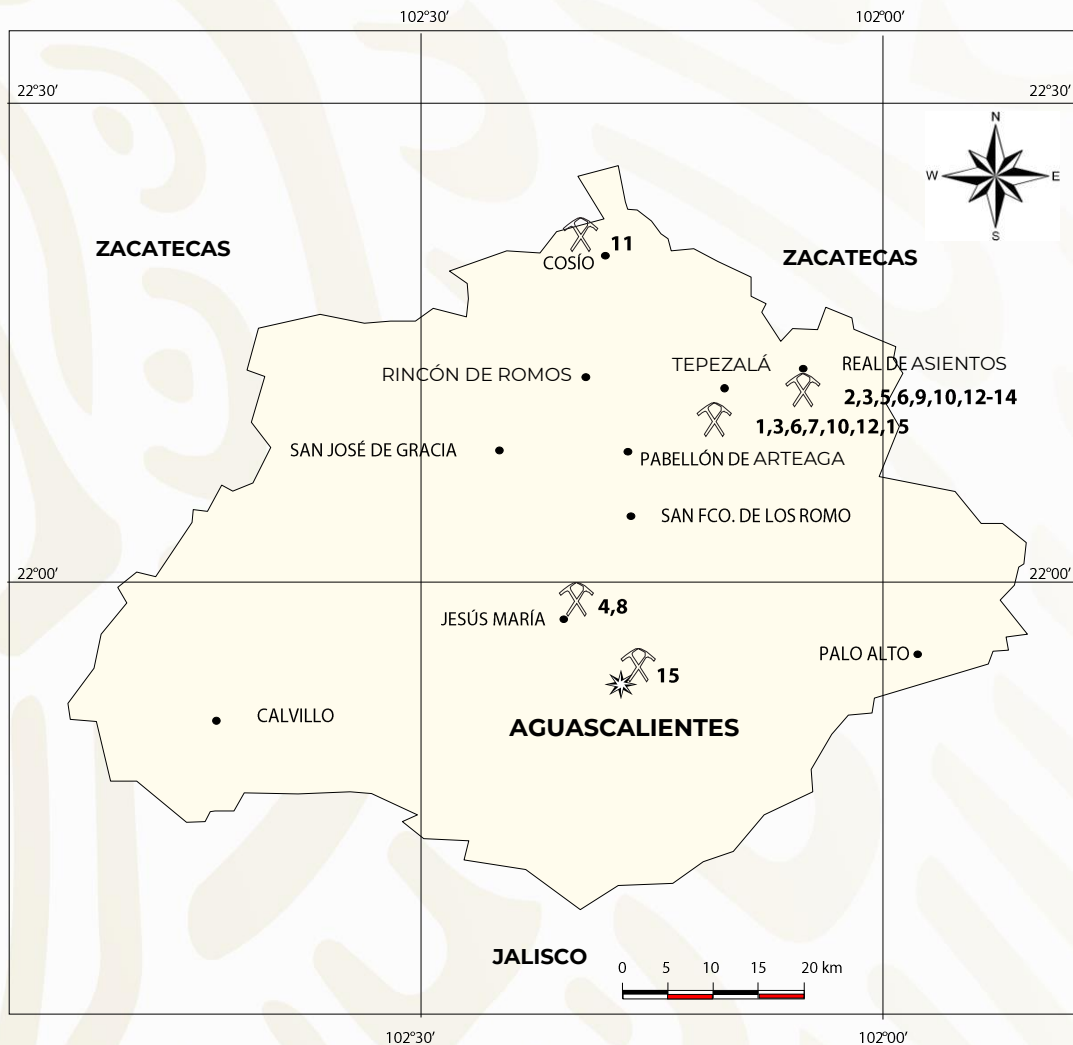 102°30′
102°00′
22°30′
22°30′
N
W
E
S
ZACATECAS
ZACATECAS
11
COSÍO
TEPEZALÁ
REAL DE ASIENTOS
RINCÓN DE ROMOS
2,3,5,6,9,10,12-14
1,3,6,7,10,12,15
SAN JOSÉ DE GRACIA
PABELLÓN DE ARTEAGA
SAN FCO. DE LOS ROMO
22°00′
22°00′
4,8
JESÚS MARÍA
PALO ALTO
15
CALVILLO
AGUASCALIENTES
JALISCO
0 5 10 15 20 km
102°30′
102°00′